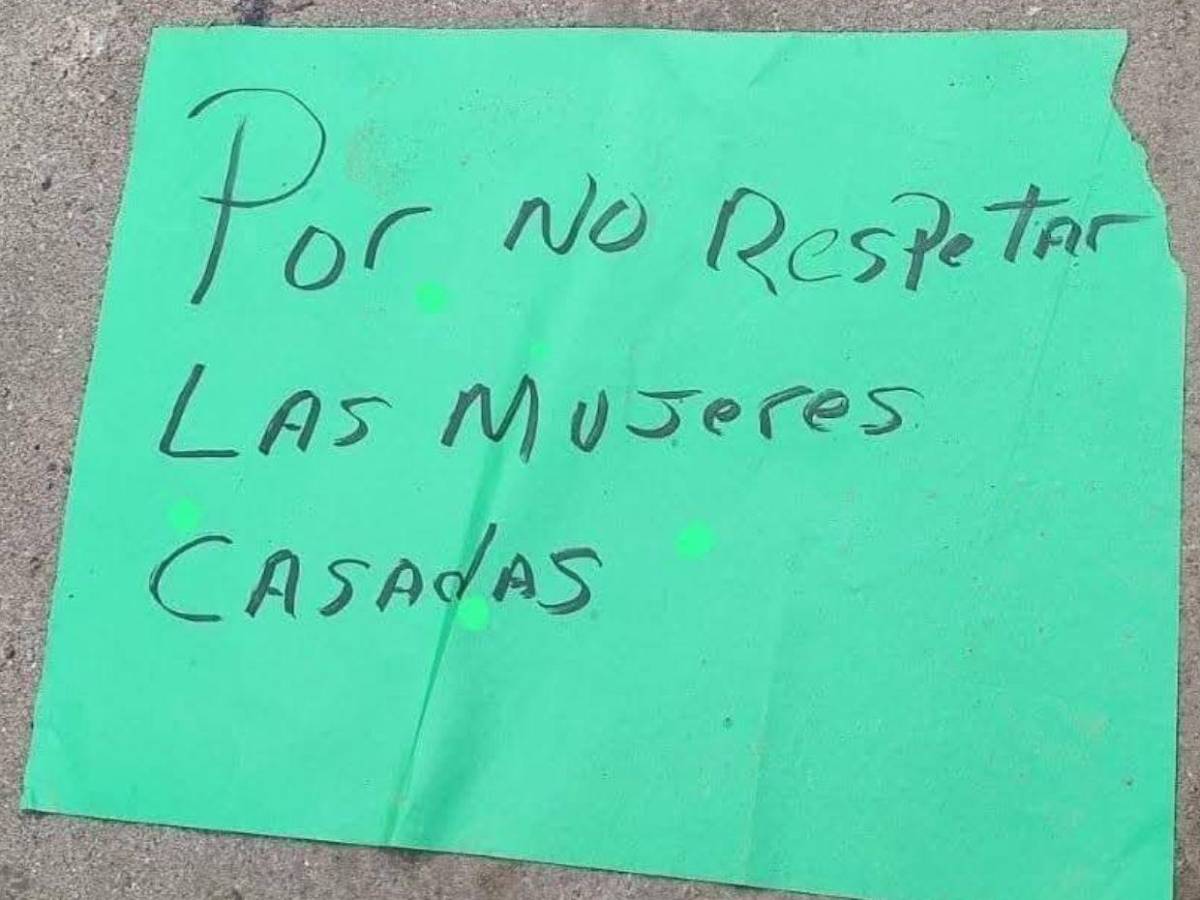 Por NO Respetar
LAS MUJeres
CASAdAS